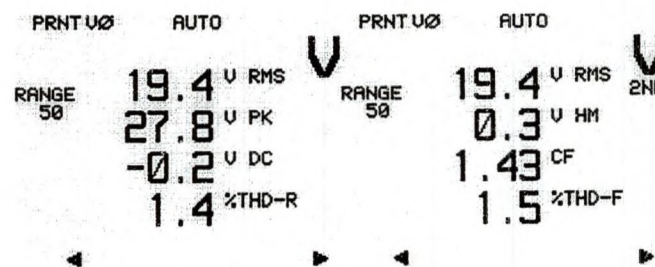 PRNT VØ AUTO
V
RANGE
50
19.4 V RMS
27.8 V PK
-0.2 V DC
1.4 %THD-R
PRNT VØ AUTO
V
RANGE
50
19.4 V RMS
0.3 V HM
1.43 CF
1.5 %THD-F